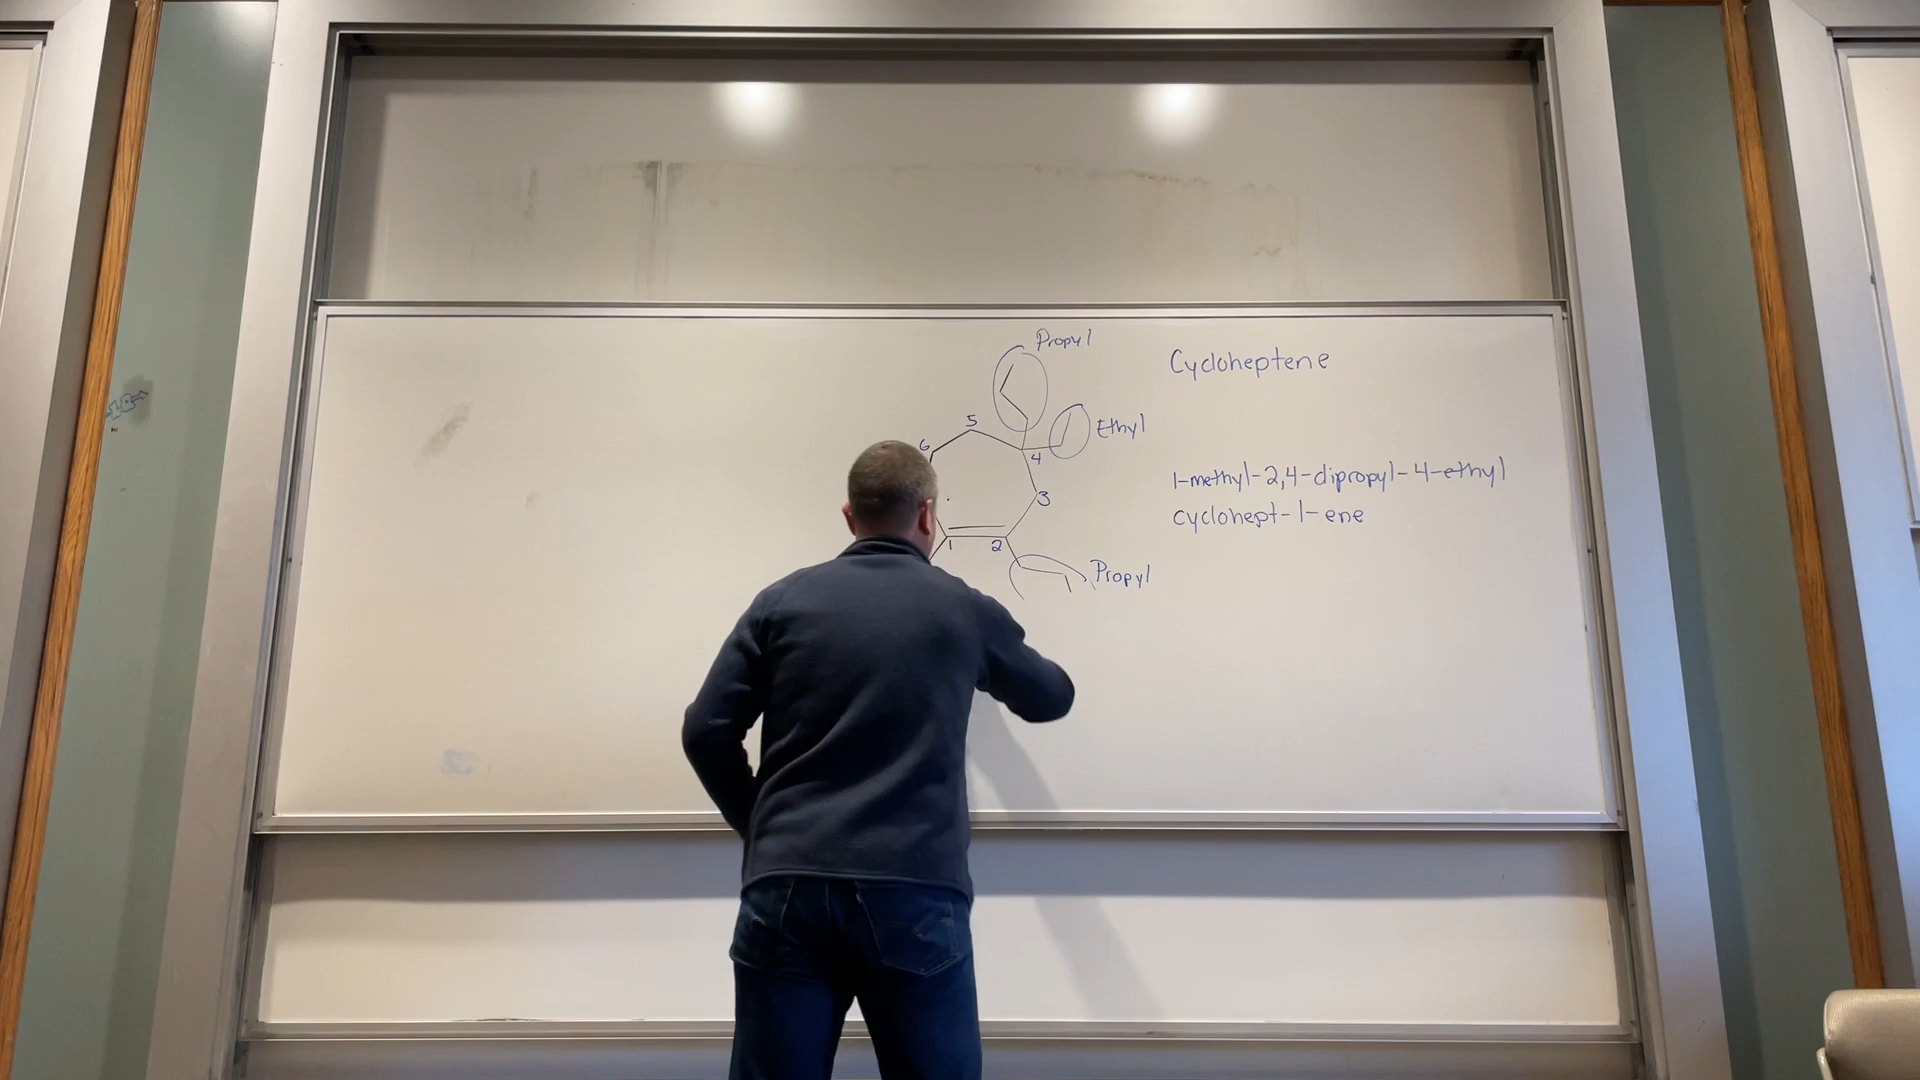 Propyl
Cycloheptene
Ethyl
5
6
4
3
1-methyl-2,4-dipropyl-4-ethyl
cyclohept-1-ene
1
2
Propyl